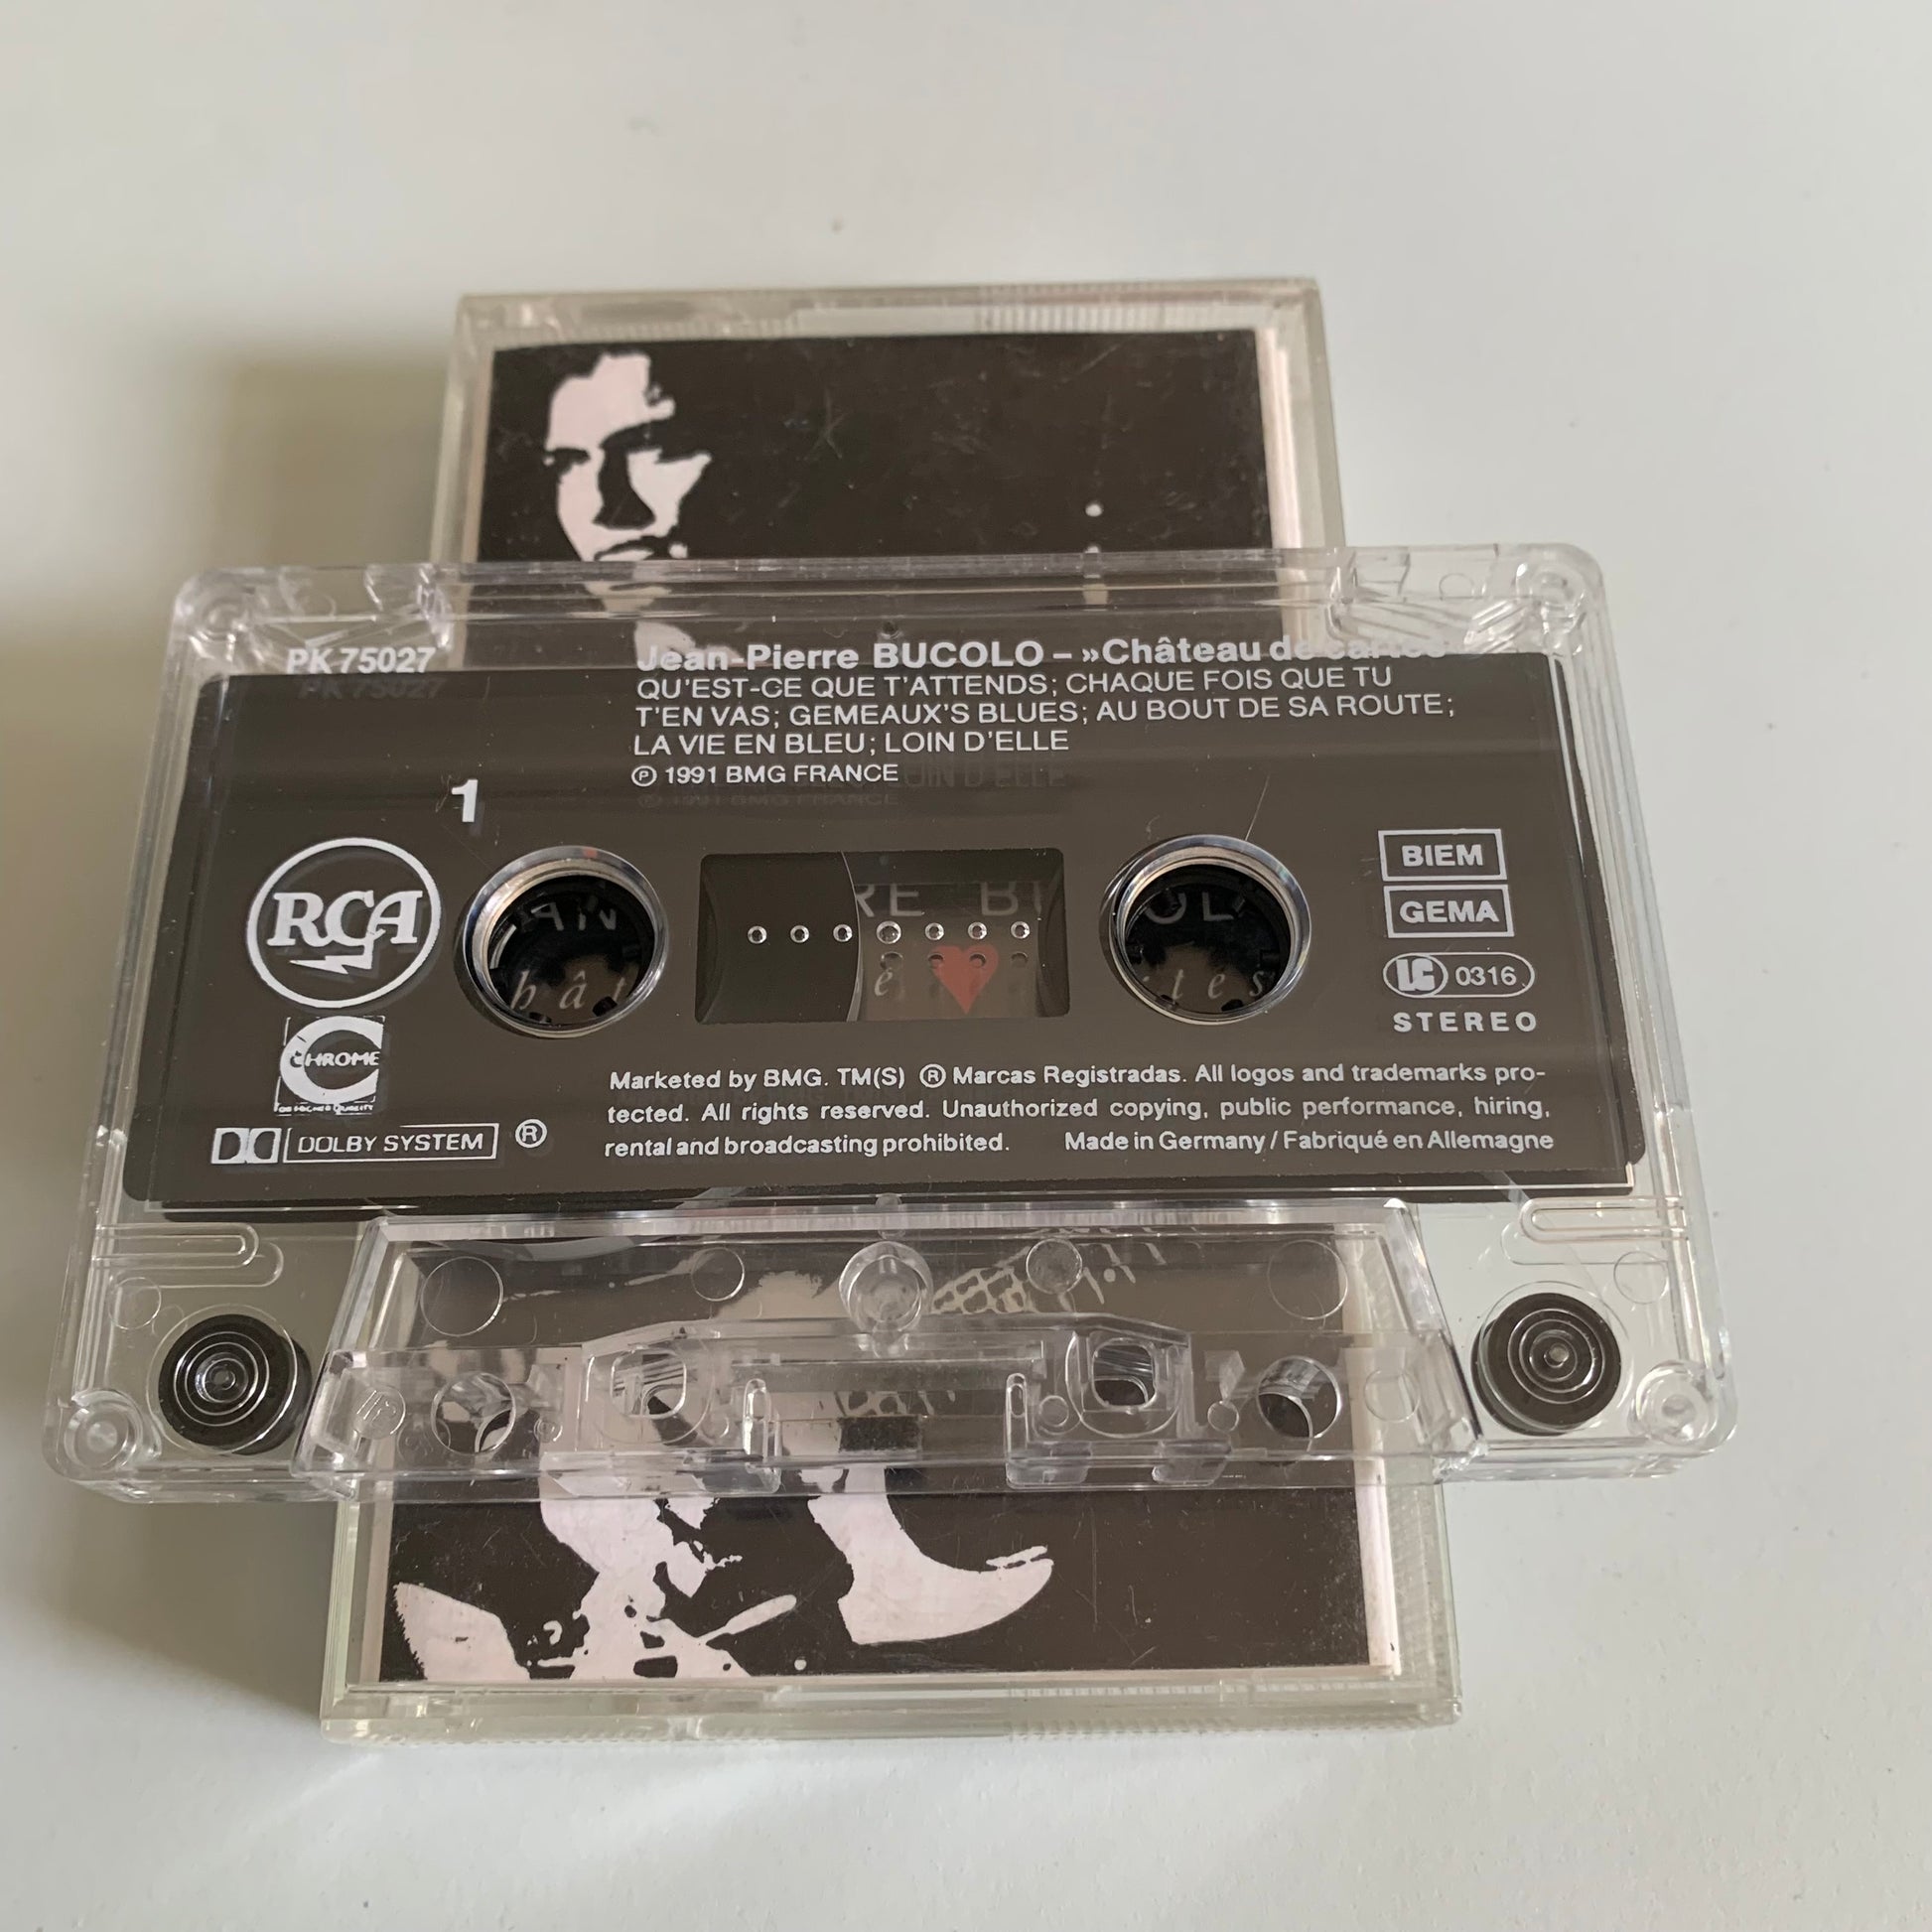 PK 75027
Jean-Pierre BUCOLO – »Château de cartes
QU'EST-CE QUE T'ATTENDS; CHAQUE FOIS QUE TU
T'EN VAS; GEMEAUX'S BLUES; AU BOUT DE SA ROUTE;
LA VIE EN BLEU; LOIN D'ELLE
℗ 1991 BMG FRANCE
1
RCA
BIEM
GEMA
LC 0316
STEREO
CHROME
DOLBY SYSTEM ®
Marketed by BMG. TM(S) ® Marcas Registradas. All logos and trademarks pro-
tected. All rights reserved. Unauthorized copying, public performance, hiring,
rental and broadcasting prohibited. Made in Germany / Fabriqué en Allemagne